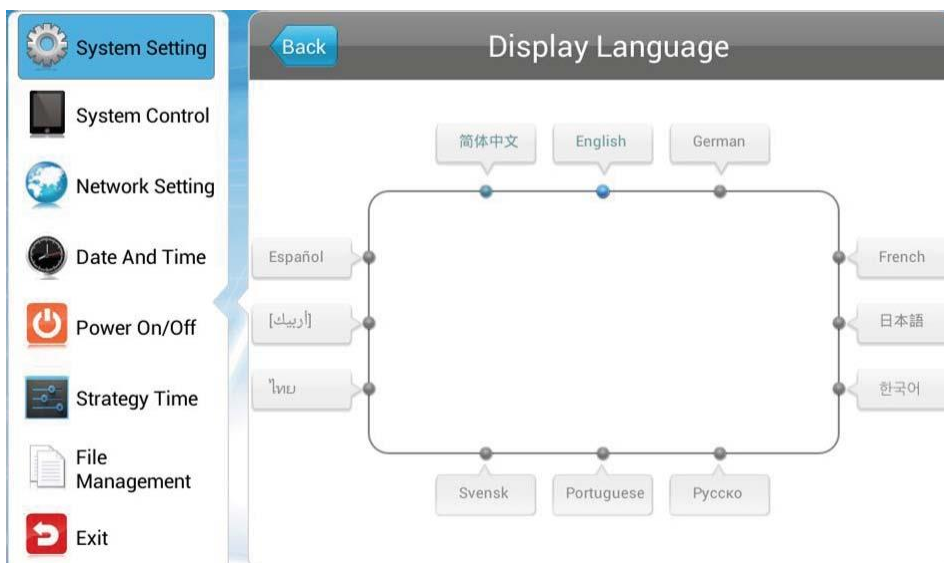 System Setting
System Control
Network Setting
Date And Time
Power On/Off
Strategy Time
File
Management
Exit
Back
Display Language
简体中文
English
German
Español
French
[أربيك]
日本語
ไทย
한국어
Svensk
Portuguese
Русско